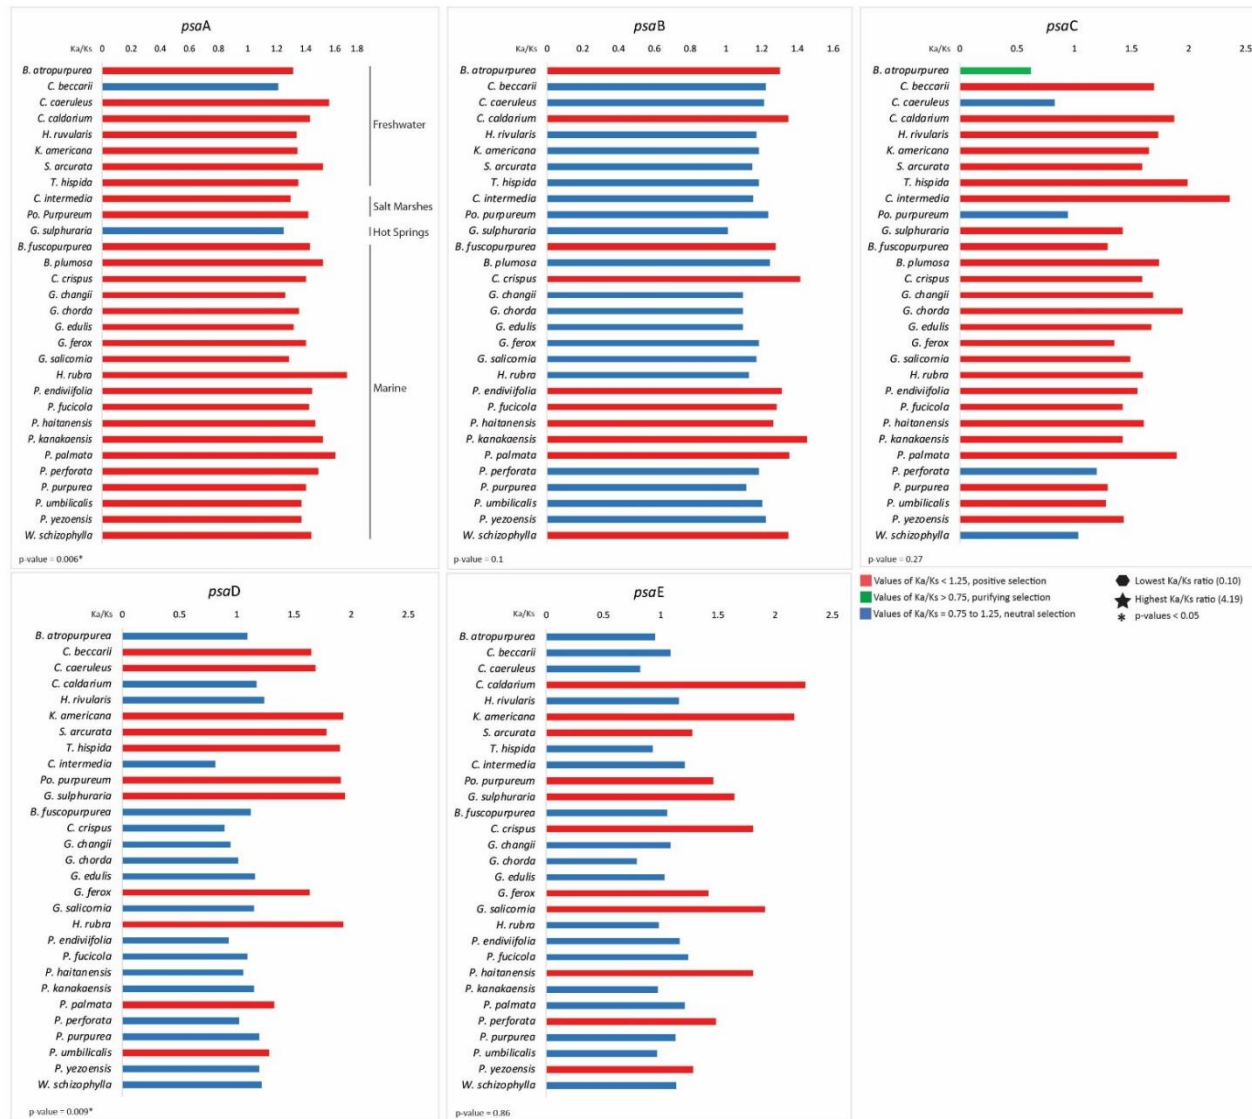 psaA
Ka/Ks 0 0.2 0.4 0.6 0.8 1 1.2 1.4 1.6 1.8
B. atropurpurea
C. beccarii
C. caeruleus
C. caldarium
H. ruvularis
K. americana
S. arcurata
T. hispida
C. intermedia
Po. Purpureum
G. sulphuraria
B. fuscopurpurea
B. plumosa
C. crispus
G. changii
G. chorda
G. edulis
G. ferox
G. salicornia
H. rubra
P. endiviifolia
P. fucicola
P. haitanensis
P. kanakaensis
P. palmata
P. perforata
P. purpurea
P. umbilicalis
P. yezoensis
W. schizophylla
Freshwater
Salt Marshes
Hot Springs
Marine
p-value = 0.006*
psaB
Ka/Ks 0 0.2 0.4 0.6 0.8 1 1.2 1.4 1.6
B. atropurpurea
C. beccarii
C. caeruleus
C. caldarium
H. rivularis
K. americana
S. arcurata
T. hispida
C. intermedia
Po. purpureum
G. sulphuraria
B. fuscopurpurea
B. plumosa
C. crispus
G. changii
G. chorda
G. edulis
G. ferox
G. salicornia
H. rubra
P. endiviifolia
P. fucicola
P. haitanensis
P. kanakaensis
P. palmata
P. perforata
P. purpurea
P. umbilicalis
P. yezoensis
W. schizophylla
p-value = 0.1
psaC
Ka/Ks 0 0.5 1 1.5 2 2.5
B. atropurpurea
C. beccarii
C. caeruleus
C. caldarium
H. rivularis
K. americana
S. arcurata
T. hispida
C. intermedia
Po. purpureum
G. sulphuraria
B. fuscopurpurea
B. plumosa
C. crispus
G. changii
G. chorda
G. edulis
G. ferox
G. salicornia
H. rubra
P. endiviifolia
P. fucicola
P. haitanensis
P. kanakaensis
P. palmata
P. perforata
P. purpurea
P. umbilicalis
P. yezoensis
W. schizophylla
p-value = 0.27
psaD
Ka/Ks 0 0.5 1 1.5 2 2.5
B. atropurpurea
C. beccarii
C. caeruleus
C. caldarium
H. rivularis
K. americana
S. arcurata
T. hispida
C. intermedia
Po. purpureum
G. sulphuraria
B. fuscopurpurea
C. crispus
G. changii
G. chorda
G. edulis
G. ferox
G. salicornia
H. rubra
P. endiviifolia
P. fucicola
P. haitanensis
P. kanakaensis
P. palmata
P. perforata
P. purpurea
P. umbilicalis
P. yezoensis
W. schizophylla
p-value = 0.009*
psaE
Ka/Ks 0 0.5 1 1.5 2 2.5
B. atropurpurea
C. beccarii
C. caeruleus
C. caldarium
H. rivularis
K. americana
S. arcurata
T. hispida
C. intermedia
Po. purpureum
G. sulphuraria
B. fuscopurpurea
C. crispus
G. changii
G. chorda
G. edulis
G. ferox
G. salicornia
H. rubra
P. endiviifolia
P. fucicola
P. haitanensis
P. kanakaensis
P. palmata
P. perforata
P. purpurea
P. umbilicalis
P. yezoensis
W. schizophylla
p-value = 0.86
Values of Ka/Ks < 1.25, positive selection
Values of Ka/Ks > 0.75, purifying selection
Values of Ka/Ks = 0.75 to 1.25, neutral selection
Lowest Ka/Ks ratio (0.10)
Highest Ka/Ks ratio (4.19)
* p-values < 0.05